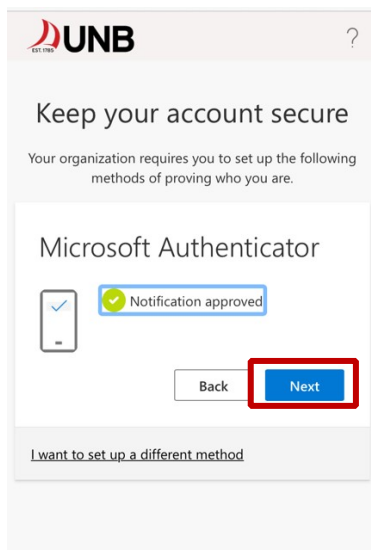 UNB
EST. 1785
?
Keep your account secure
Your organization requires you to set up the following
methods of proving who you are.
Microsoft Authenticator
Notification approved
Back
Next
I want to set up a different method